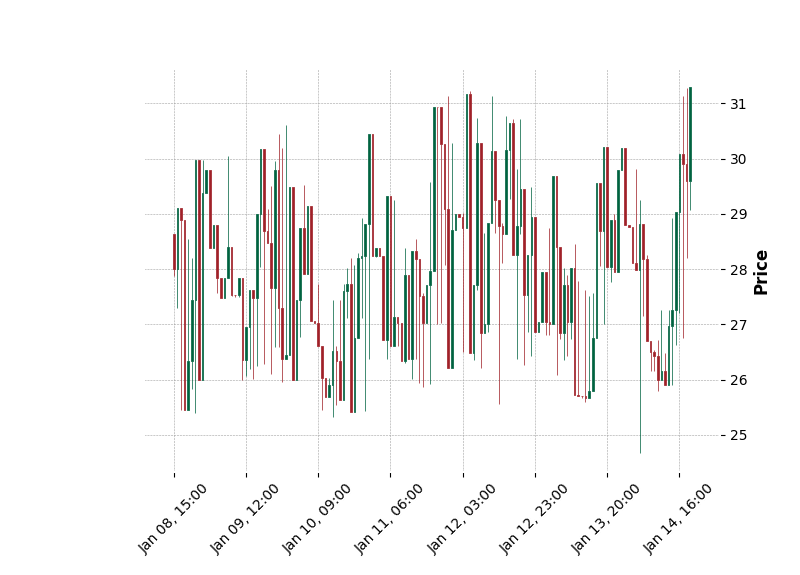 31
30
29
28
27
26
25
Price
Jan 08, 15:00
Jan 09, 12:00
Jan 10, 09:00
Jan 11, 06:00
Jan 12, 03:00
Jan 12, 23:00
Jan 13, 20:00
Jan 14, 16:00